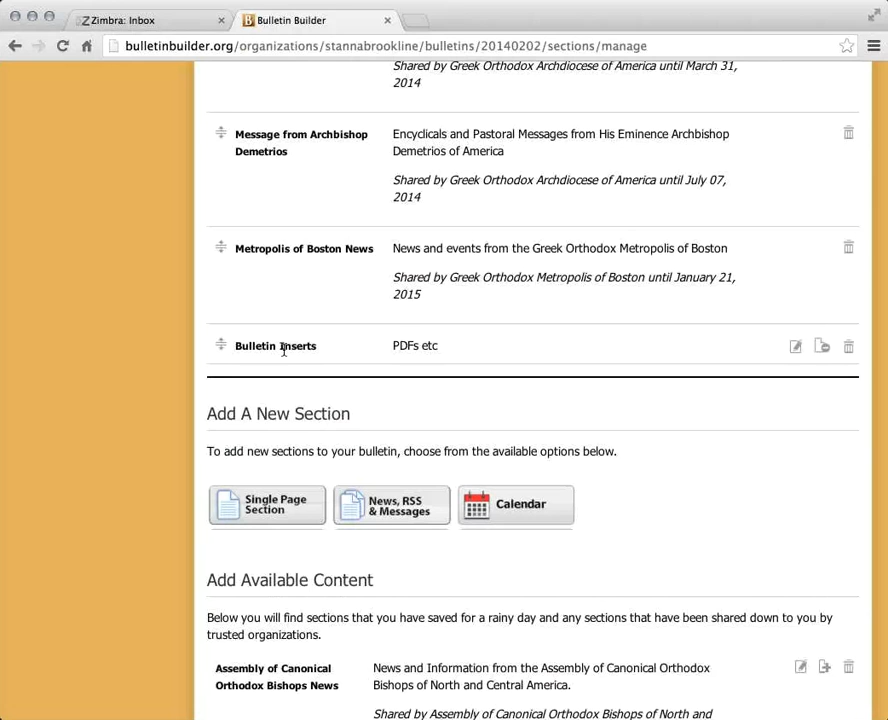 Zimbra: Inbox
Bulletin Builder
bulletinbuilder.org/organizations/stannabrookline/bulletins/20140202/sections/manage
Shared by Greek Orthodox Archdiocese of America until March 31,
2014
Message from Archbishop
Demetrios
Encyclicals and Pastoral Messages from His Eminence Archbishop
Demetrios of America
Shared by Greek Orthodox Archdiocese of America until July 07,
2014
Metropolis of Boston News
News and events from the Greek Orthodox Metropolis of Boston
Shared by Greek Orthodox Metropolis of Boston until January 21,
2015
Bulletin Inserts
PDFs etc
Add A New Section
To add new sections to your bulletin, choose from the available options below.
Single Page
Section
News, RSS
& Messages
Calendar
Add Available Content
Below you will find sections that you have saved for a rainy day and any sections that have been shared down to you by
trusted organizations.
Assembly of Canonical
Orthodox Bishops News
News and Information from the Assembly of Canonical Orthodox
Bishops of North and Central America.
Shared by Assembly of Canonical Orthodox Bishops of North and